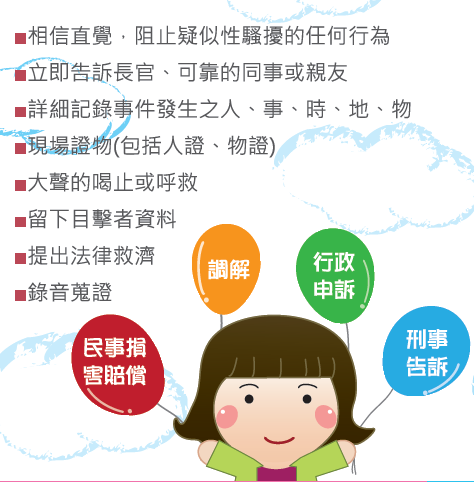 ■相信直覺，阻止疑似性騷擾的任何行為
■立即告訴長官、可靠的同事或親友
■詳細記錄事件發生之人、事、時、地、物
■現場證物(包括人證、物證)
■大聲的喝止或呼救
■留下目擊者資料
■提出法律救濟
■錄音蒐證
調解
行政
申訴
民事損
害賠償
刑事
告訴